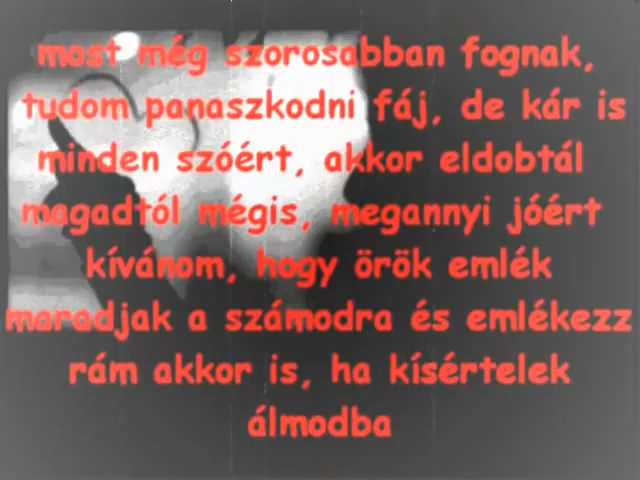 most még szorosabban fognak,
tudom panaszkodni fáj, de kár is
minden szóért, akkor eldobtál
magadtól mégis, megannyi jóért
kívánom, hogy örök emlék
maradjak a számodra és emlékezz
rám akkor is, ha kísértelek
álmodba